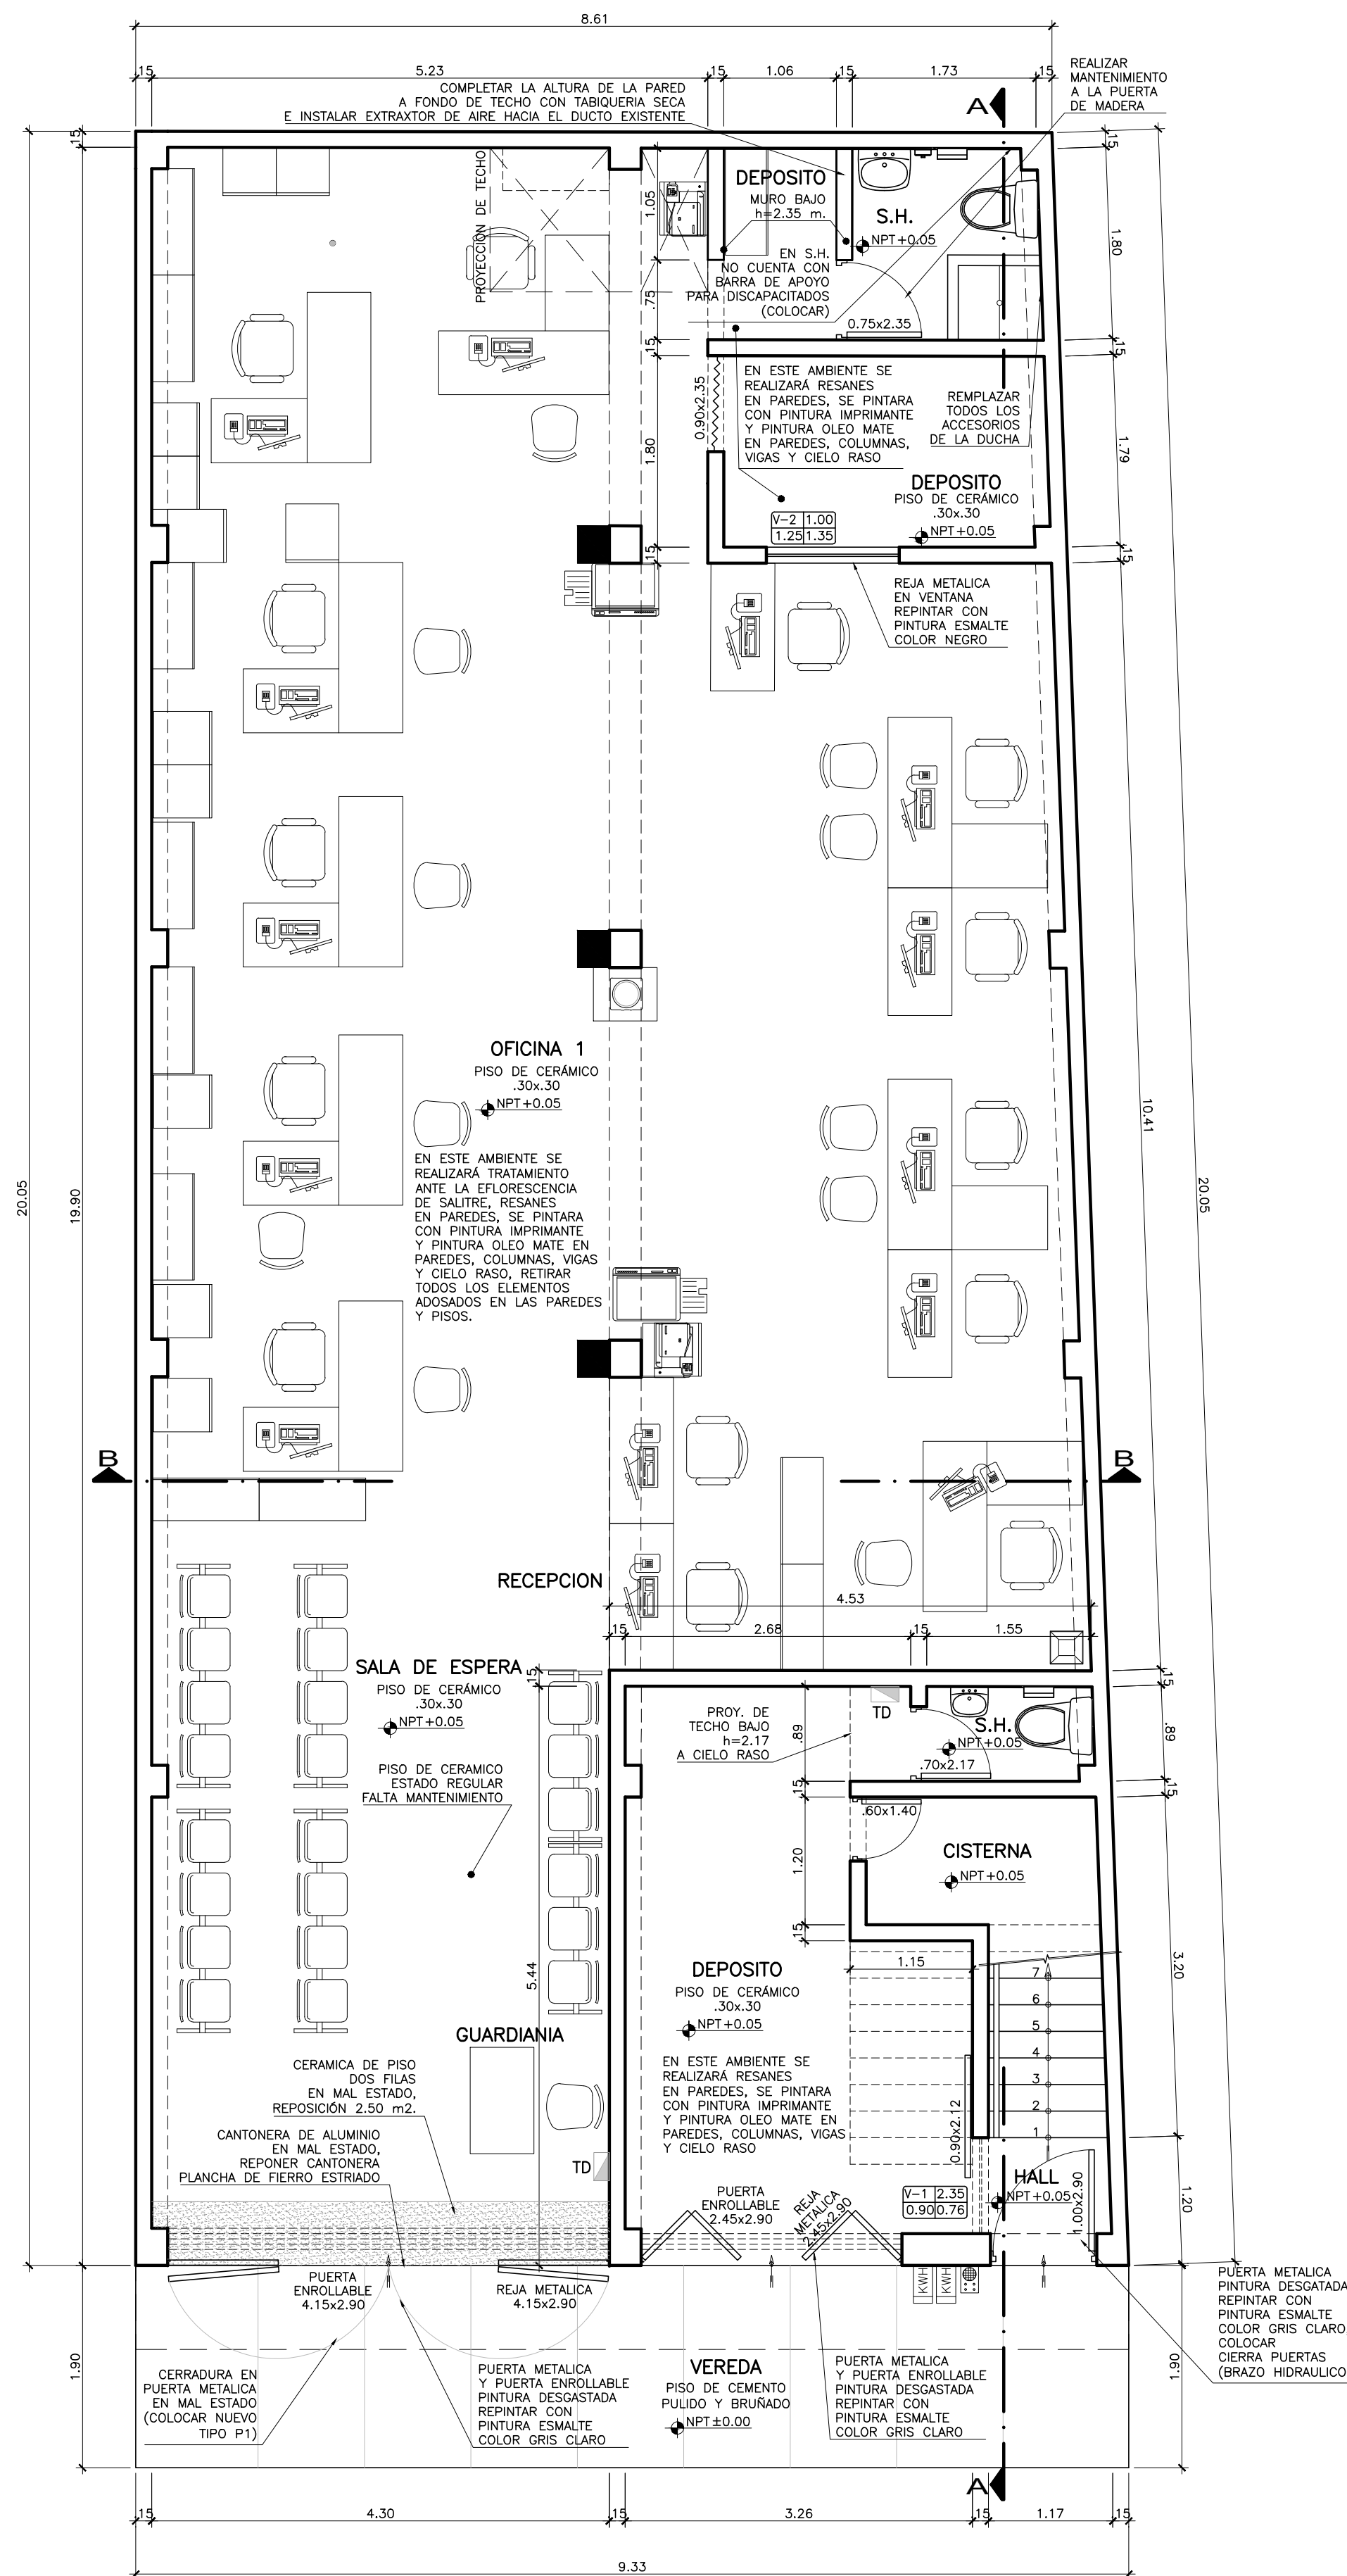 8.61
.15
5.23
.15
1.06
.15
1.73
.15
REALIZAR
MANTENIMIENTO
A LA PUERTA
DE MADERA
COMPLETAR LA ALTURA DE LA PARED
A FONDO DE TECHO CON TABIQUERIA SECA
E INSTALAR EXTRAXTOR DE AIRE HACIA EL DUCTO EXISTENTE
A
.15
.15
PROYECCIÓN DE TECHO
1.05
DEPOSITO
MURO BAJO
h=2.35 m.
S.H.
NPT+0.05
1.80
EN S.H.
NO CUENTA CON
BARRA DE APOYO
PARA DISCAPACITADOS
(COLOCAR)
.75
0.75x2.35
.15
.15
0.90x2.35
EN ESTE AMBIENTE SE
REALIZARÁ RESANES
EN PAREDES, SE PINTARA
CON PINTURA IMPRIMANTE
Y PINTURA OLEO MATE
EN PAREDES, COLUMNAS,
VIGAS Y CIELO RASO
REMPLAZAR
TODOS LOS
ACCESORIOS
DE LA DUCHA
1.80
1.79
DEPOSITO
PISO DE CERÁMICO
.30x.30
NPT+0.05
V-2 1.00
1.25 1.35
.15
.15
REJA METALICA
EN VENTANA
REPINTAR CON
PINTURA ESMALTE
COLOR NEGRO
OFICINA 1
PISO DE CERÁMICO
.30x.30
NPT+0.05
10.41
20.05
19.90
20.05
EN ESTE AMBIENTE SE
REALIZARÁ TRATAMIENTO
ANTE LA EFLORESCENCIA
DE SALITRE, RESANES
EN PAREDES, SE PINTARA
CON PINTURA IMPRIMANTE
Y PINTURA OLEO MATE EN
PAREDES, COLUMNAS, VIGAS
Y CIELO RASO, RETIRAR
TODOS LOS ELEMENTOS
ADOSADOS EN LAS PAREDES
Y PISOS.
B
B
RECEPCION
4.53
.15
2.68
.15
1.55
SALA DE ESPERA
PISO DE CERÁMICO
.30x.30
NPT+0.05
.15
.15
PROY. DE
TECHO BAJO
h=2.17
A CIELO RASO
.89
TD
S.H.
NPT+0.05
.70x2.17
.89
PISO DE CERAMICO
ESTADO REGULAR
FALTA MANTENIMIENTO
.15
.15
.60x1.40
1.20
CISTERNA
NPT+0.05
.15
5.44
DEPOSITO
PISO DE CERÁMICO
.30x.30
NPT+0.05
1.15
3.20
7
6
5
4
3
2
1
GUARDIANIA
EN ESTE AMBIENTE SE
REALIZARÁ RESANES
EN PAREDES, SE PINTARA
CON PINTURA IMPRIMANTE
Y PINTURA OLEO MATE EN
PAREDES, COLUMNAS, VIGAS
Y CIELO RASO
CERAMICA DE PISO
DOS FILAS
EN MAL ESTADO,
REPOSICIÓN 2.50 m2.
CANTONERA DE ALUMINIO
EN MAL ESTADO,
REPONER CANTONERA
PLANCHA DE FIERRO ESTRIADO
TD
0.90x2.12
HALL
NPT+0.05
1.00x2.90
1.20
V-1 2.35
0.90 0.76
PUERTA
ENROLLABLE
2.45x2.90
REJA
METALICA
2.45x2.90
PUERTA
ENROLLABLE
4.15x2.90
REJA METALICA
4.15x2.90
KWH
KWH
PUERTA METALICA
PINTURA DESGATADA
REPINTAR CON
PINTURA ESMALTE
COLOR GRIS CLARO
COLOCAR
CIERRA PUERTAS
(BRAZO HIDRAULICO
1.90
1.90
CERRADURA EN
PUERTA METALICA
EN MAL ESTADO
(COLOCAR NUEVO
TIPO P1)
PUERTA METALICA
Y PUERTA ENROLLABLE
PINTURA DESGASTADA
REPINTAR CON
PINTURA ESMALTE
COLOR GRIS CLARO
VEREDA
PISO DE CEMENTO
PULIDO Y BRUÑADO
NPT±0.00
PUERTA METALICA
Y PUERTA ENROLLABLE
PINTURA DESGASTADA
REPINTAR CON
PINTURA ESMALTE
COLOR GRIS CLARO
A
.15
4.30
.15
3.26
.15
1.17
.15
9.33